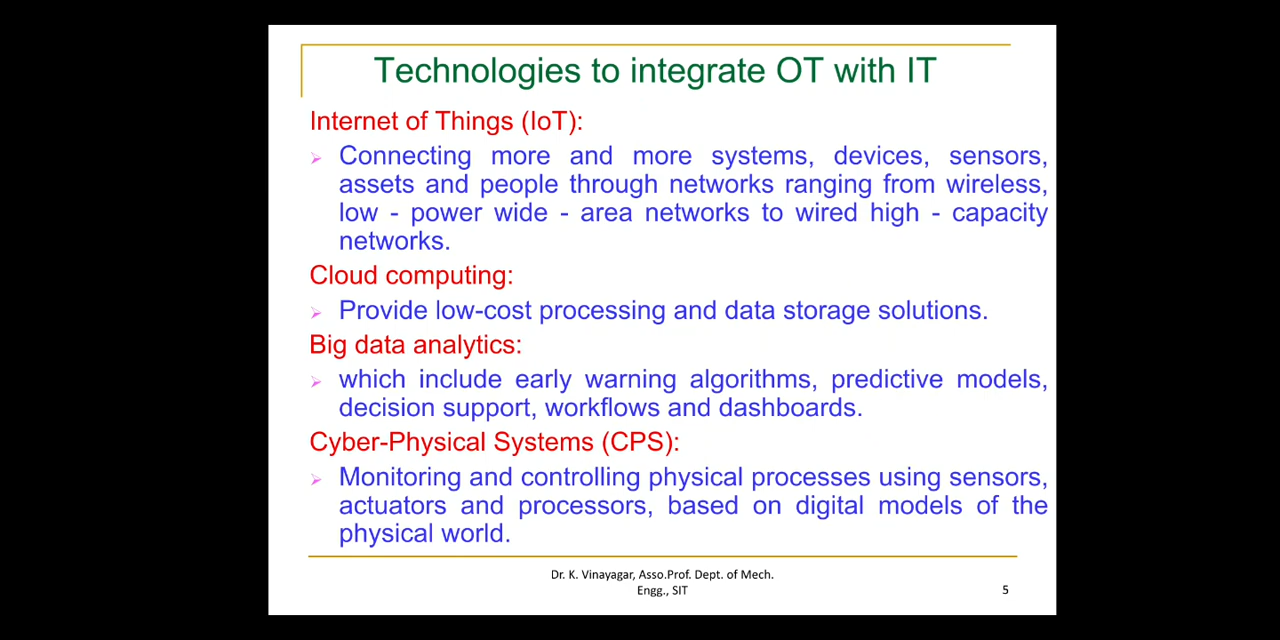 Technologies to integrate OT with IT
Internet of Things (IoT):
➢ Connecting more and more systems, devices, sensors,
assets and people through networks ranging from wireless,
low - power wide - area networks to wired high - capacity
networks.
Cloud computing:
➢ Provide low-cost processing and data storage solutions.
Big data analytics:
➢ which include early warning algorithms, predictive models,
decision support, workflows and dashboards.
Cyber-Physical Systems (CPS):
➢ Monitoring and controlling physical processes using sensors,
actuators and processors, based on digital models of the
physical world.
Dr. K. Vinayagar, Asso.Prof. Dept. of Mech.
Engg., SIT
5